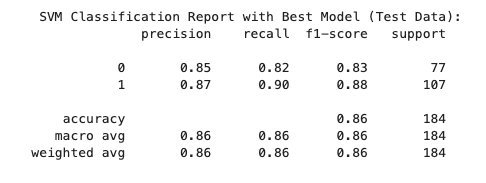 SVM Classification Report with Best Model (Test Data):
precision recall f1-score support
0 0.85 0.82 0.83 77
1 0.87 0.90 0.88 107
accuracy 0.86 184
macro avg 0.86 0.86 0.86 184
weighted avg 0.86 0.86 0.86 184